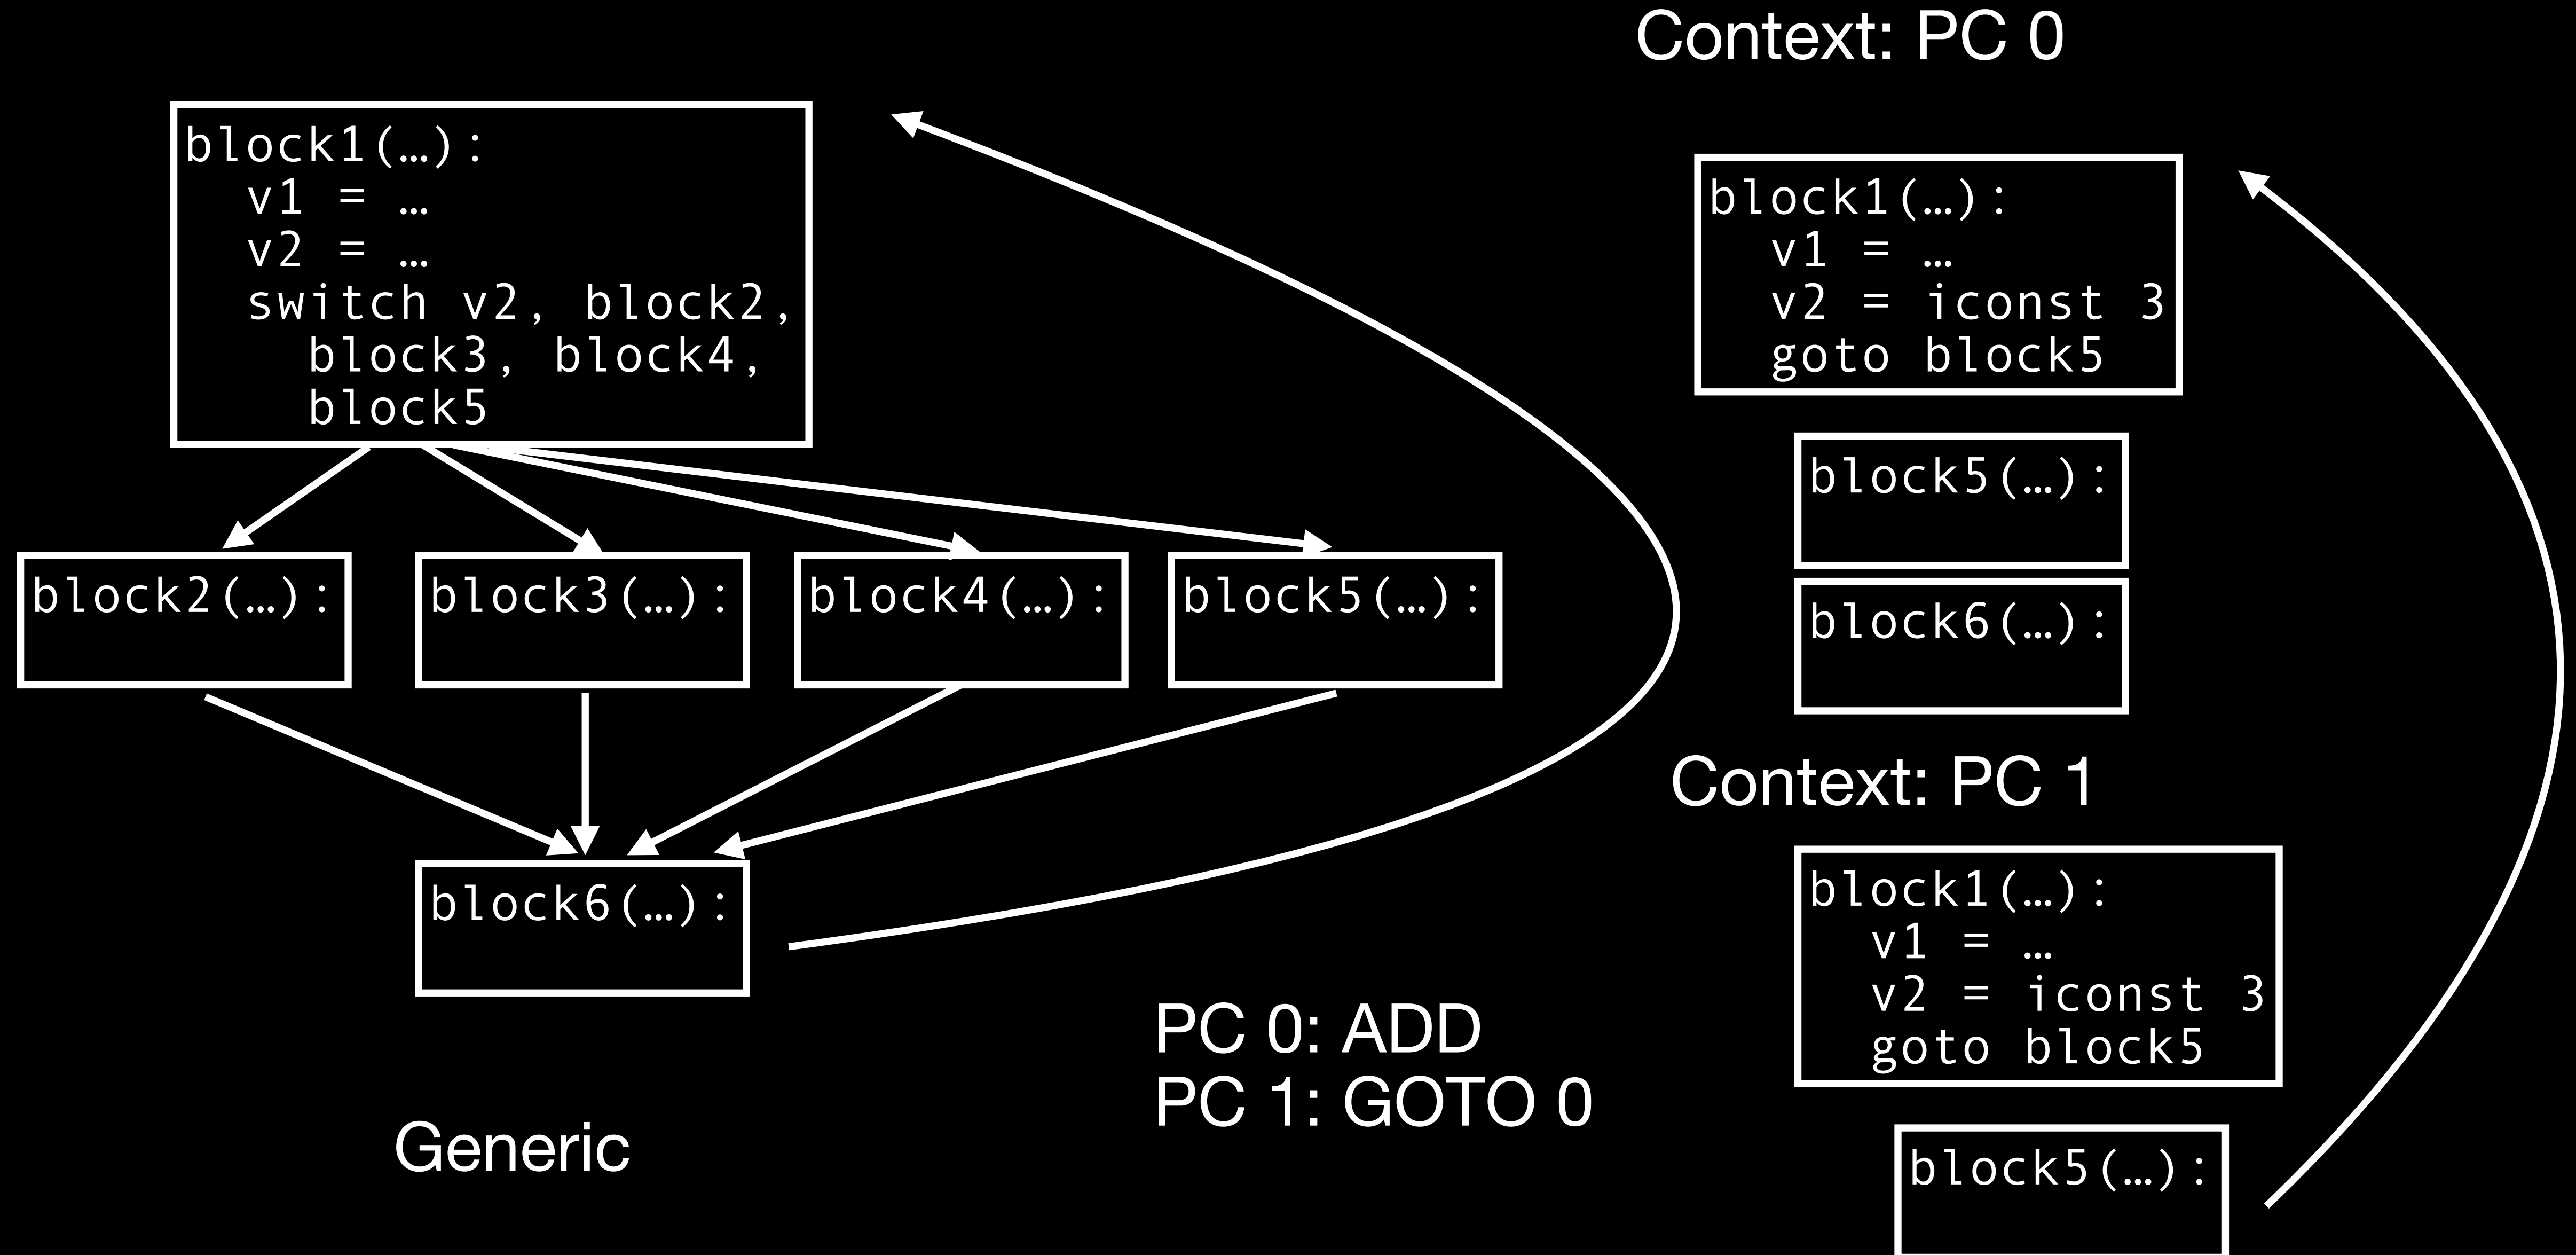 block1(…):
v1 = …
v2 = …
switch v2, block2,
block3, block4,
block5
block2(…):
block3(…):
block4(…):
block5(…):
block6(…):
Generic
PC 0: ADD
PC 1: GOTO 0
Context: PC 0
block1(…):
v1 = …
v2 = iconst 3
goto block5
block5(…):
block6(…):
Context: PC 1
block1(…):
v1 = …
v2 = iconst 3
goto block5
block5(…):